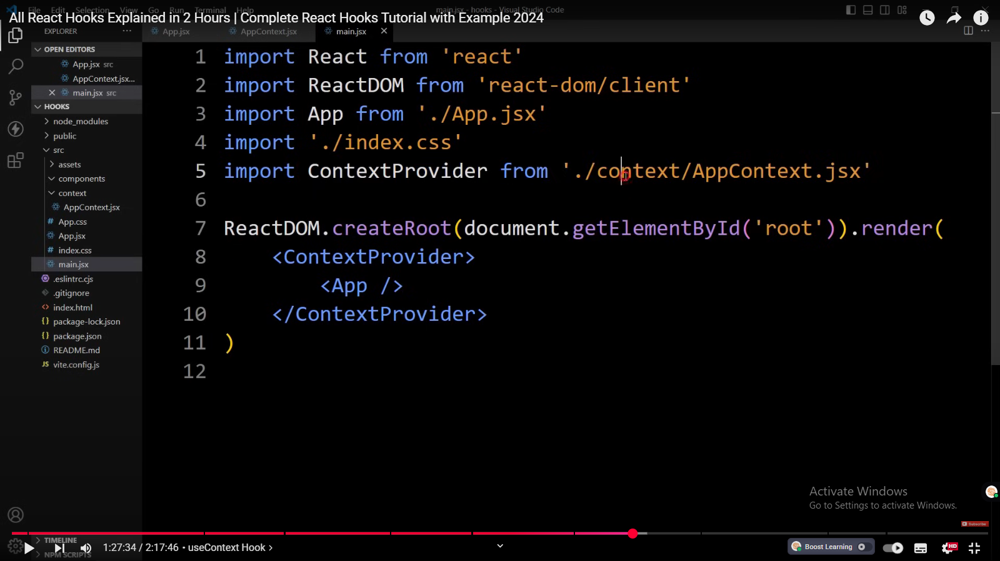 File Edit Selection View Go Run Terminal Help
main.jsx - hooks - Visual Studio Code
All React Hooks Explained in 2 Hours | Complete React Hooks Tutorial with Example 2024
EXPLORER
App.jsx
AppContext.jsx
main.jsx
OPEN EDITORS
App.jsx src
AppContext.jsx...
main.jsx src
HOOKS
node_modules
public
src
assets
components
context
AppContext.jsx
App.css
App.jsx
index.css
main.jsx
.eslintrc.cjs
.gitignore
index.html
package-lock.json
package.json
README.md
vite.config.js
TIMELINE
NPM SCRIPTS
1 import React from 'react'
2 import ReactDOM from 'react-dom/client'
3 import App from './App.jsx'
4 import './index.css'
5 import ContextProvider from './context/AppContext.jsx'
6
7 ReactDOM.createRoot(document.getElementById('root')).render(
8 <ContextProvider>
9 <App />
10 </ContextProvider>
11 )
12
Activate Windows
Go to Settings to activate Windows.
Subscribe
1:27:34 / 2:17:46 • useContext Hook >
Boost Learning
HD